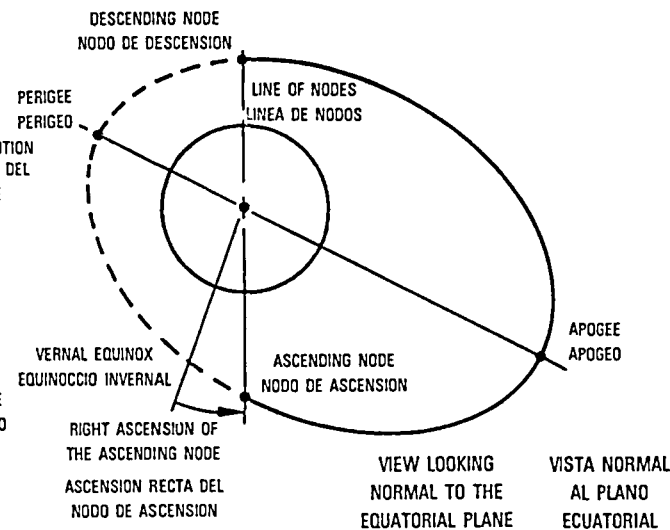 DESCENDING NODE
NODO DE DESCENSION
LINE OF NODES
LINEA DE NODOS
PERIGEE
PERIGEO
DEL
VERNAL EQUINOX
EQUINOCCIO INVERNAL
ASCENDING NODE
NODO DE ASCENSION
APOGEE
APOGEO
RIGHT ASCENSION OF
THE ASCENDING NODE
ASCENSION RECTA DEL
NODO DE ASCENSION
VIEW LOOKING
NORMAL TO THE
EQUATORIAL PLANE
VISTA NORMAL
AL PLANO
ECUATORIAL